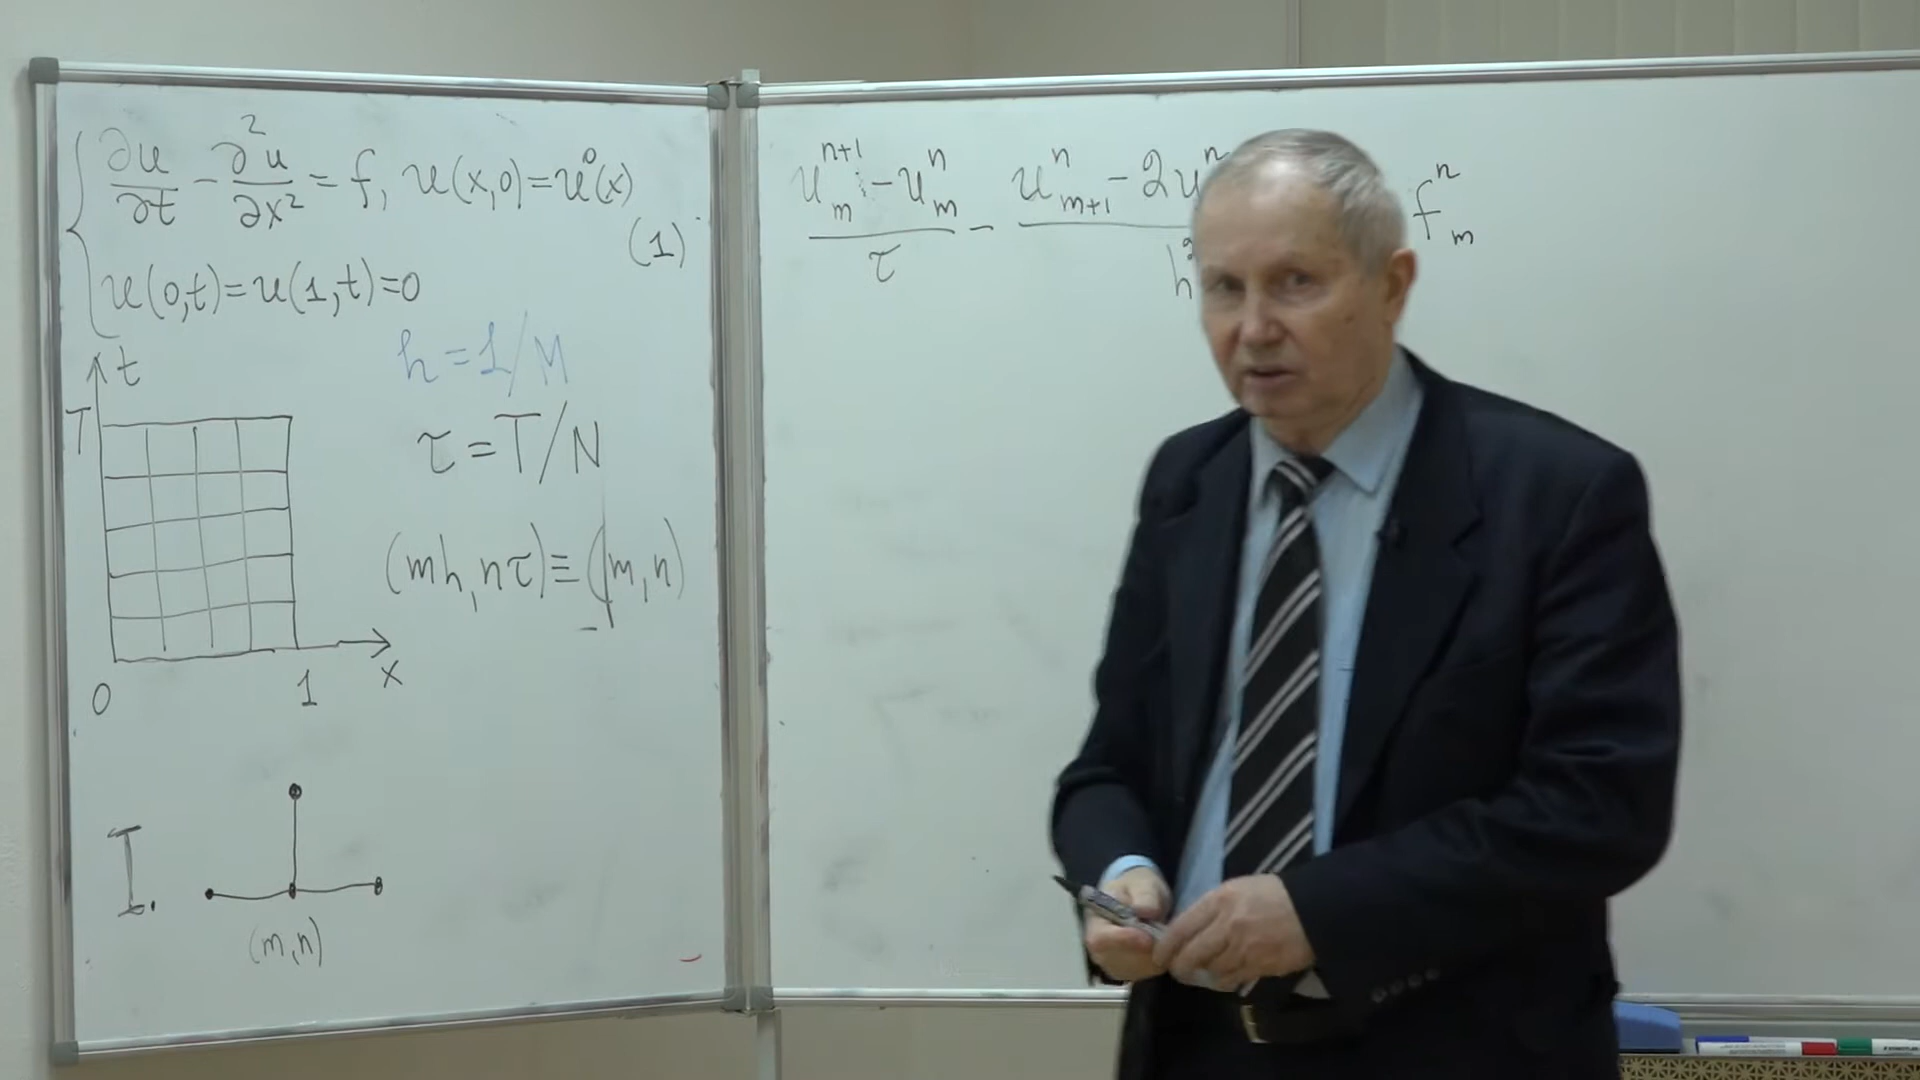 ∂u/∂t - ∂²u/∂x² = f, u(x,0)=u⁰(x)
(1)
u(0,t)=u(1,t)=0
h=1/M
t
T
τ=T/N
(mh,nτ)≡(m,n)
x
0
1
I.
(m,n)
(u_m^{n+1} - u_m^n)/τ - (u_{m+1}^n - 2u^n / h² f_m^n